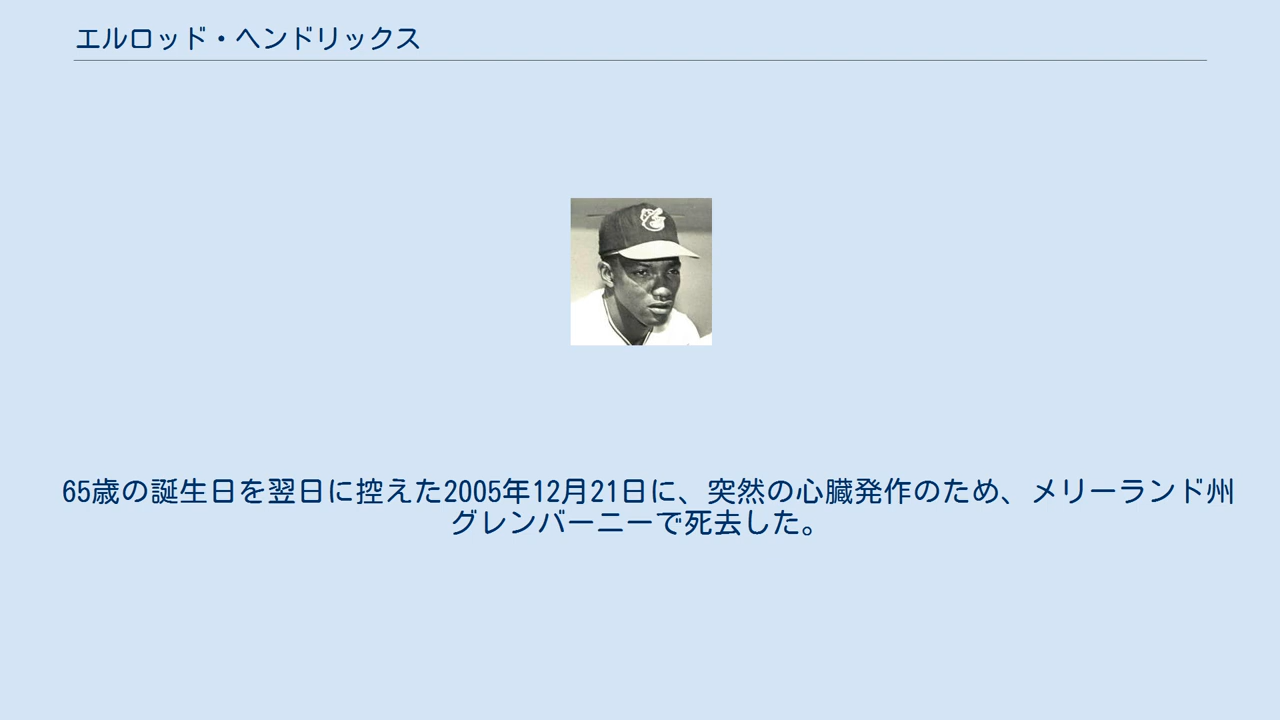 エルロッド・ヘンドリックス
65歳の誕生日を翌日に控えた2005年12月21日に、突然の心臓発作のため、メリーランド州
グレンバーニーで死去した。